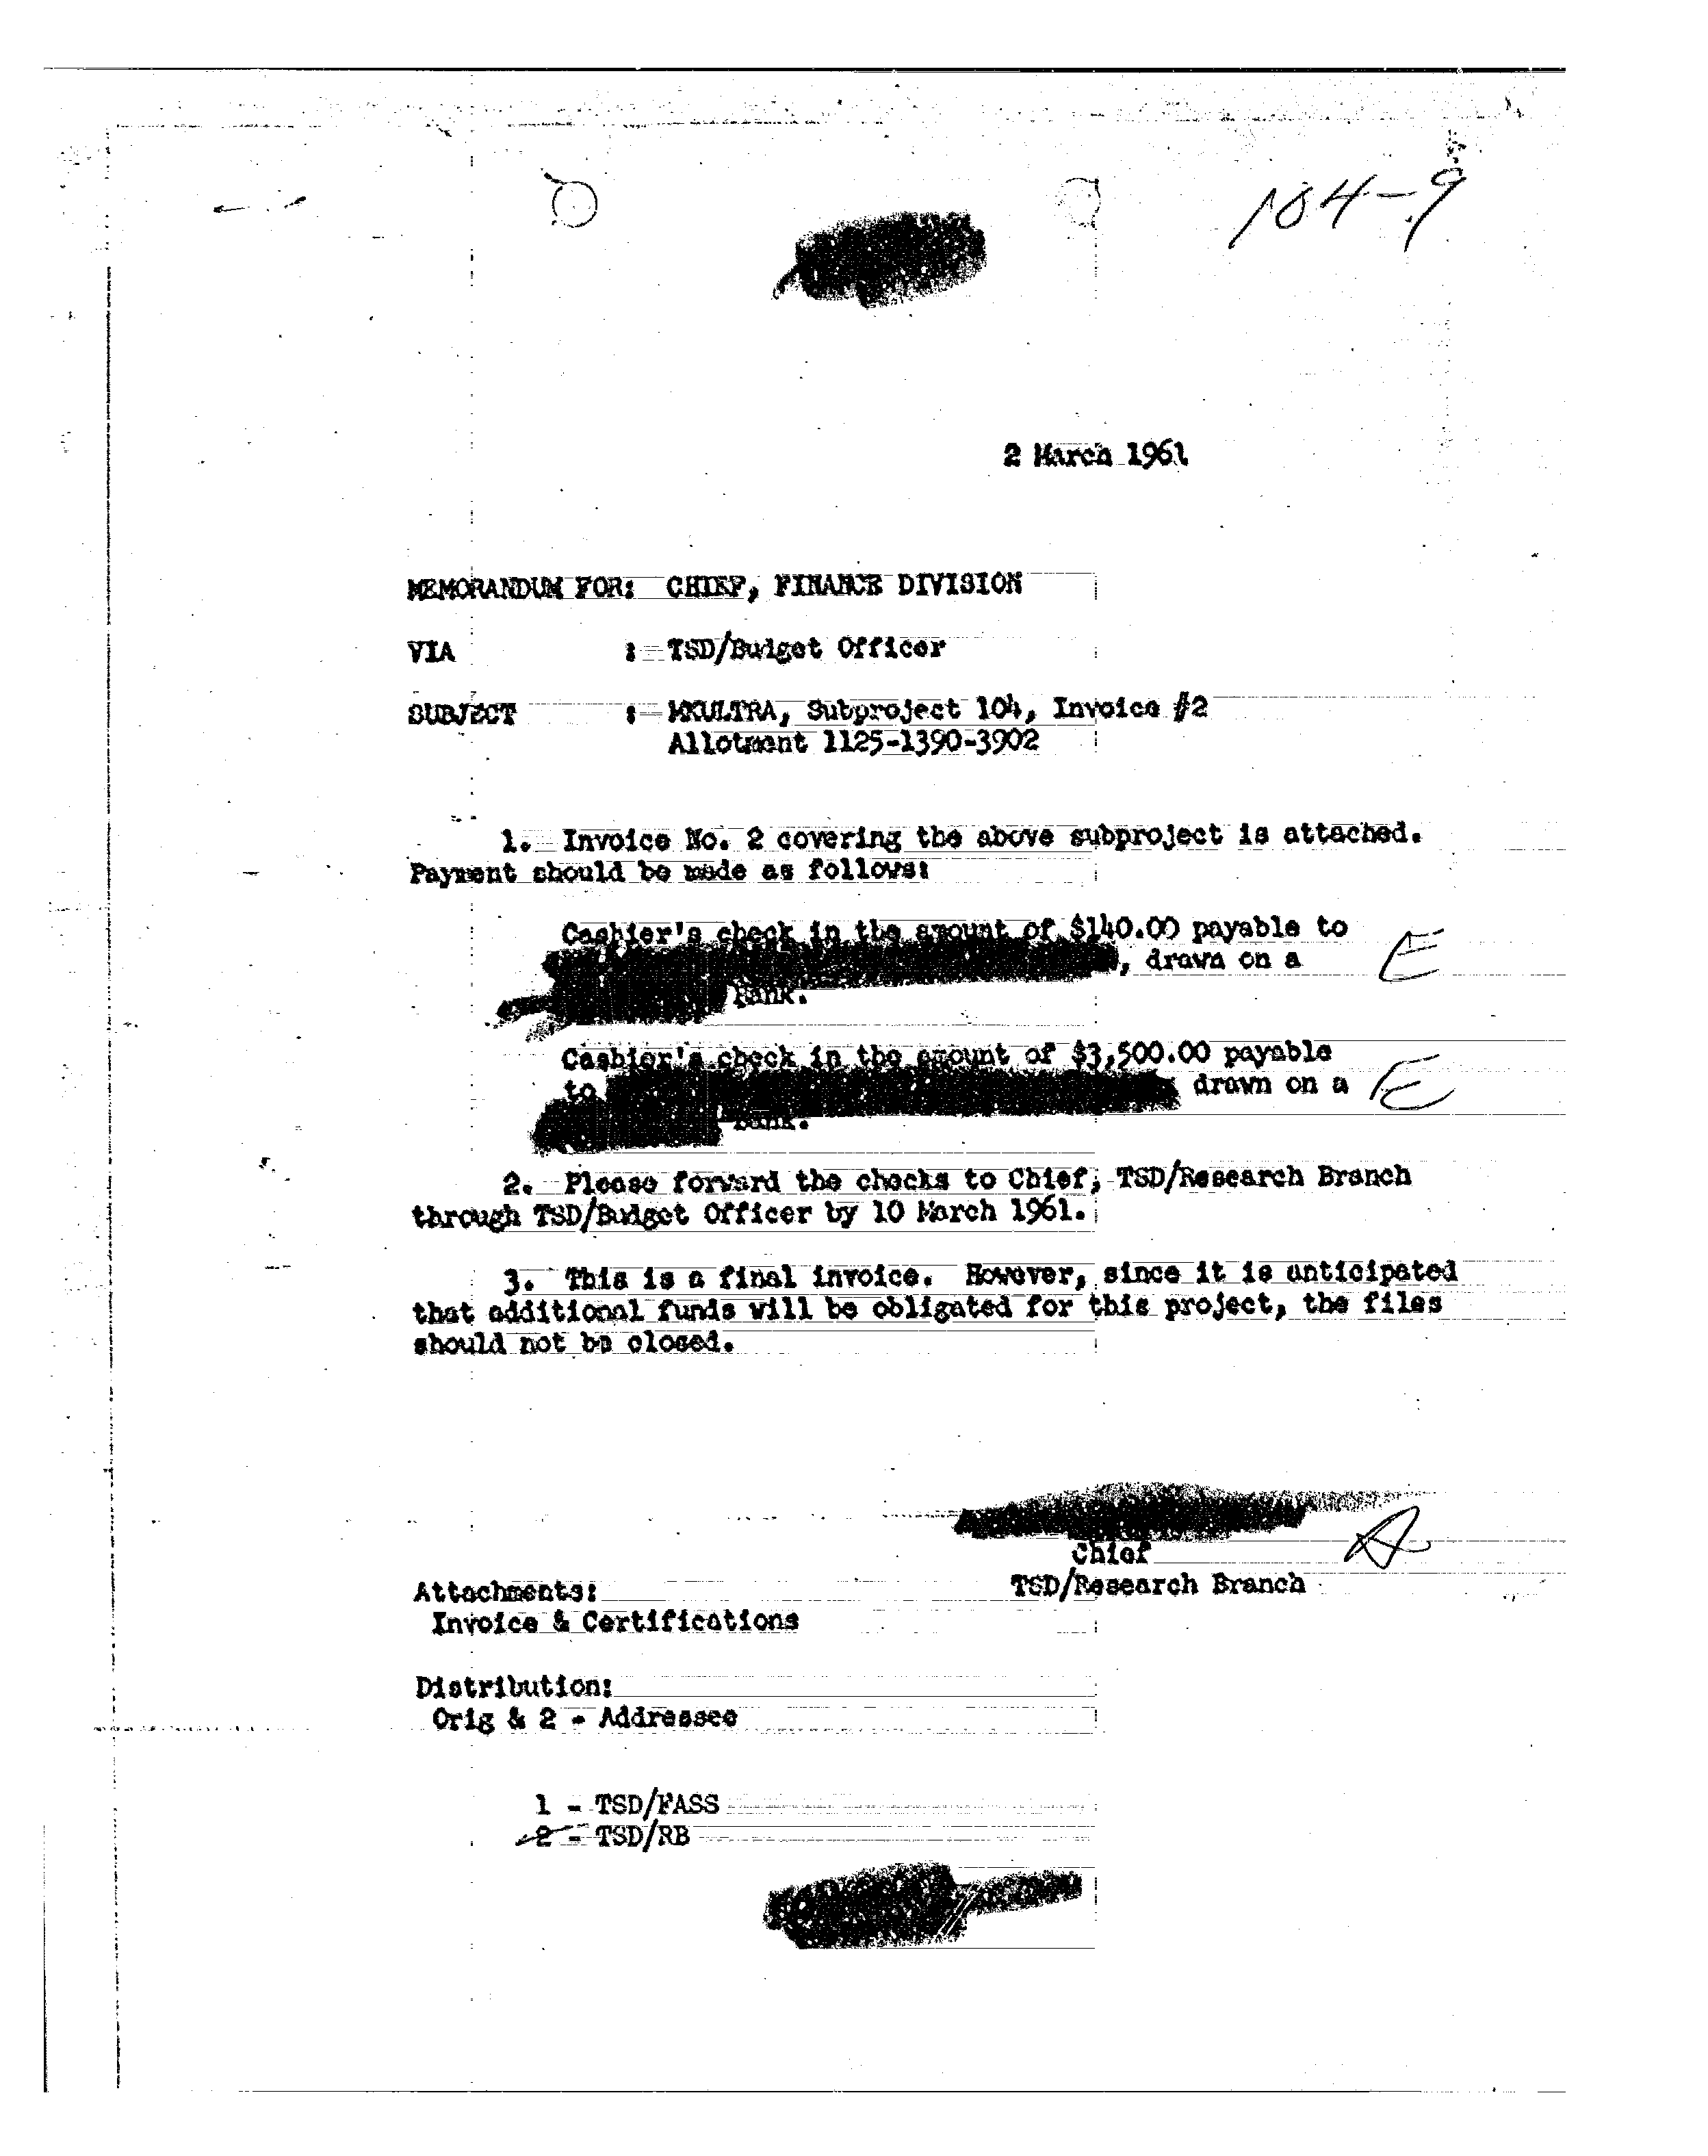 104-9
2 March 1961
MEMORANDUM FOR: CHIEF, FINANCE DIVISION
VIA : TSD/Budget Officer
SUBJECT : MKULTRA, Subproject 104, Invoice #2
Allotment 1125-1390-3902
1. Invoice No. 2 covering the above subproject is attached.
Payment should be made as follows:
Cashier's check in the amount of $140.00 payable to
, drawn on a E
Bank.
Cashier's check in the amount of $3,500.00 payable
to drawn on a E
Bank.
2. Please forward the checks to Chief, TSD/Research Branch
through TSD/Budget Officer by 10 March 1961.
3. This is a final invoice. However, since it is anticipated
that additional funds will be obligated for this project, the files
should not be closed.
Chief A
TSD/Research Branch
Attachments:
Invoice & Certifications
Distribution:
Orig & 2 - Addressee
1 - TSD/FASS
2 - TSD/RB